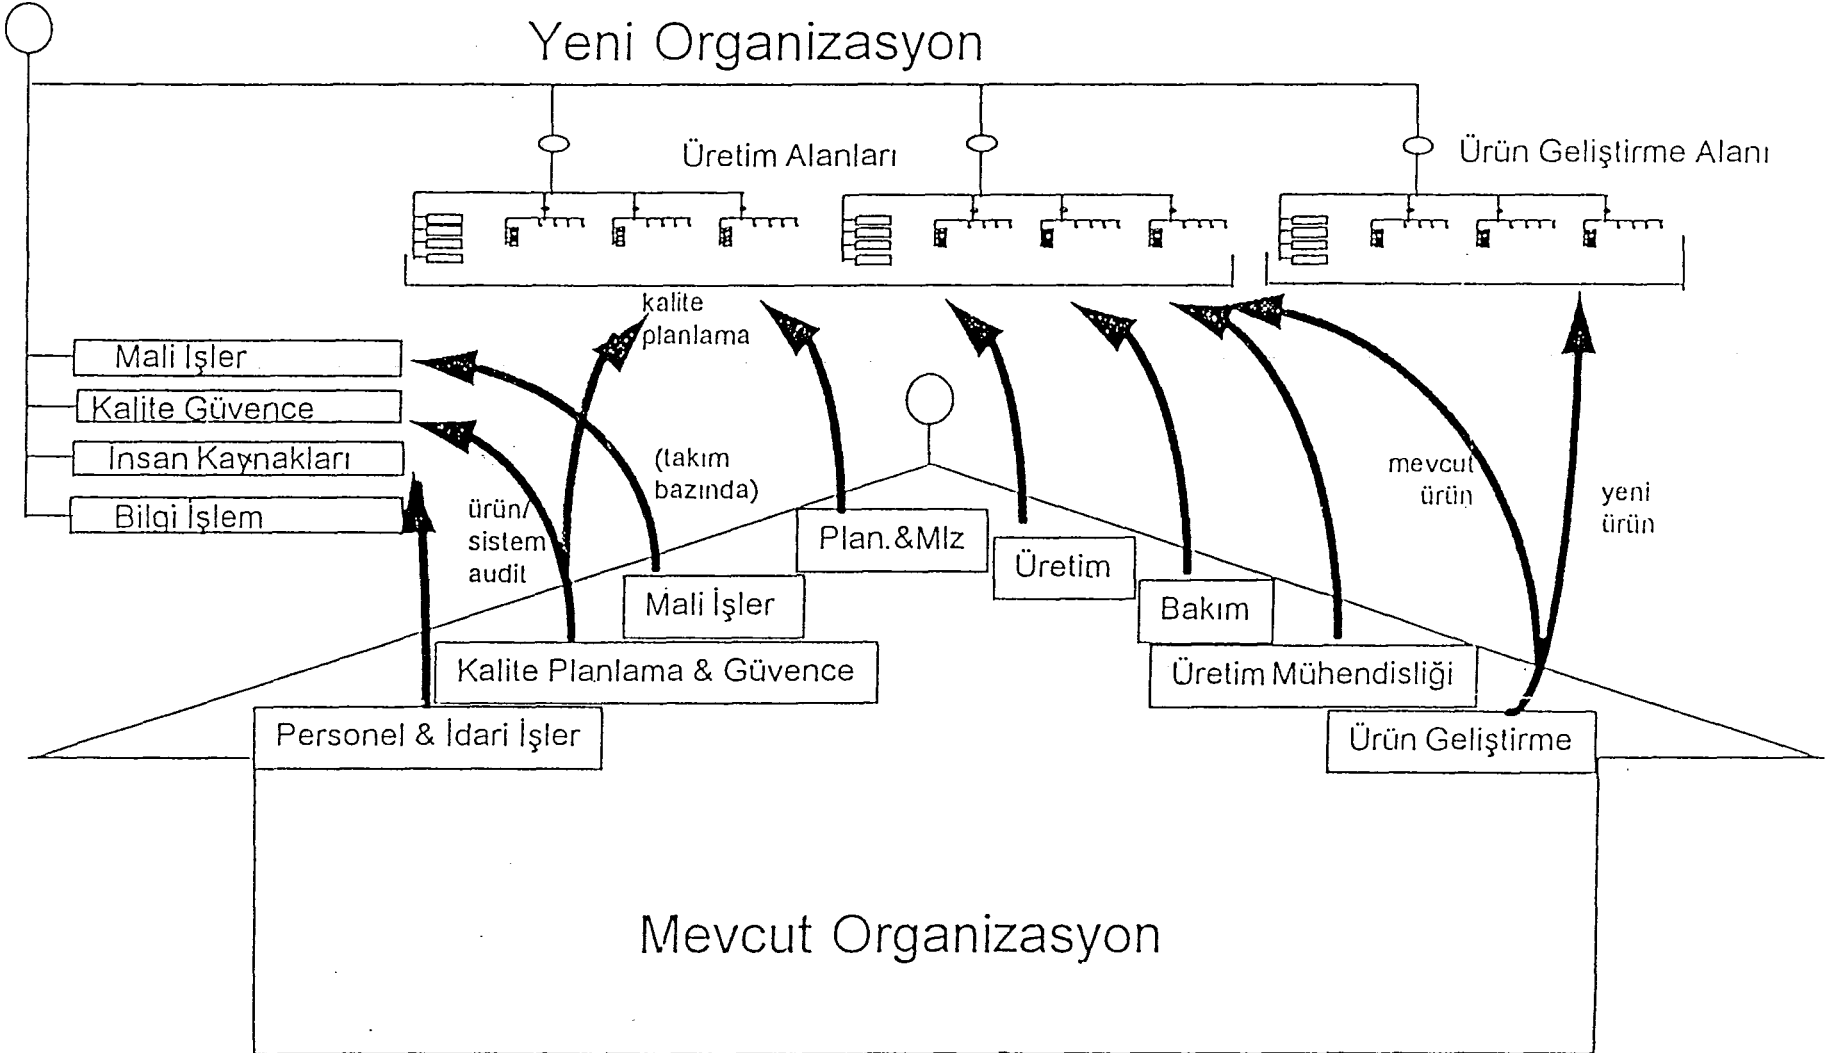 Yeni Organizasyon
Üretim Alanları
Ürün Geliştirme Alanı
kalite
planlama
Mali İşler
Kalite Güvence
İnsan Kaynakları
Bilgi İşlem
(takım
bazında)
ürün/
sistem
audit
mevcut
ürün
yeni
ürün
Plan.&Mlz
Üretim
Mali İşler
Bakım
Kalite Planlama & Güvence
Üretim Mühendisliği
Personel & İdari İşler
Ürün Geliştirme
Mevcut Organizasyon